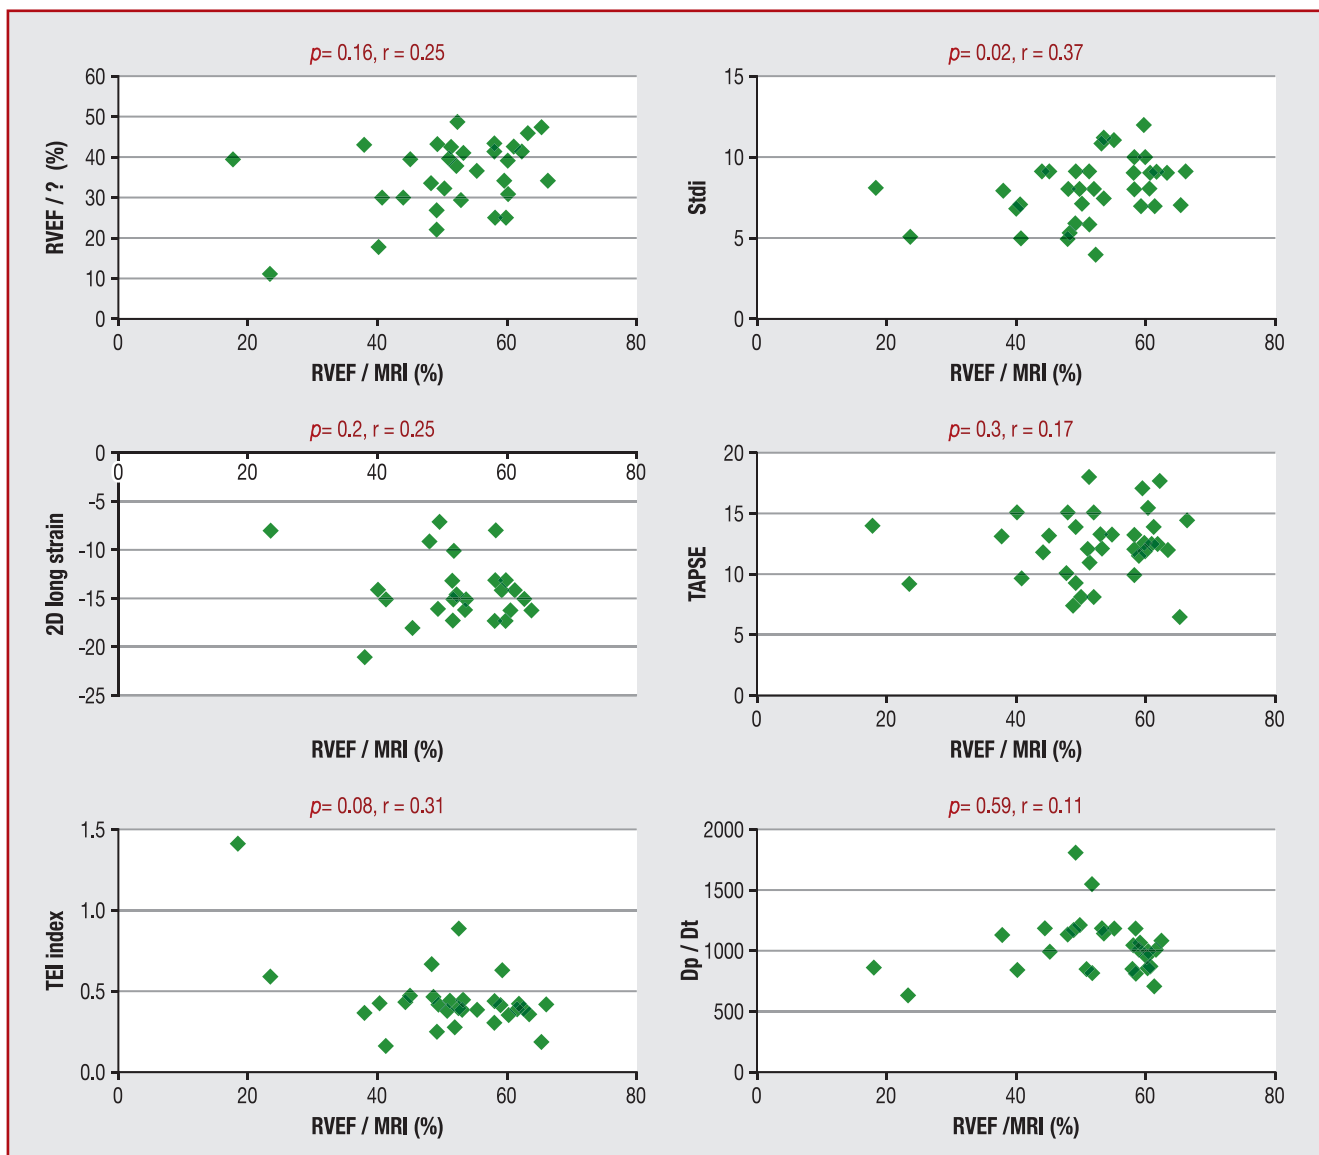 p= 0.16, r = 0.25
60
50
40
30
20
10
0
RVEF / ? (%)
0 20 40 60 80
RVEF / MRI (%)
p= 0.02, r = 0.37
15
10
5
0
Stdi
0 20 40 60 80
RVEF / MRI (%)
p= 0.2, r = 0.25
0
-5
-10
-15
-20
-25
2D long strain
0 20 40 60 80
RVEF / MRI (%)
p= 0.3, r = 0.17
20
15
10
5
0
TAPSE
0 20 40 60 80
RVEF / MRI (%)
p= 0.08, r = 0.31
1.5
1.0
0.5
0.0
TEI index
0 20 40 60 80
RVEF / MRI (%)
p= 0.59, r = 0.11
2000
1500
1000
500
0
Dp / Dt
0 20 40 60 80
RVEF /MRI (%)